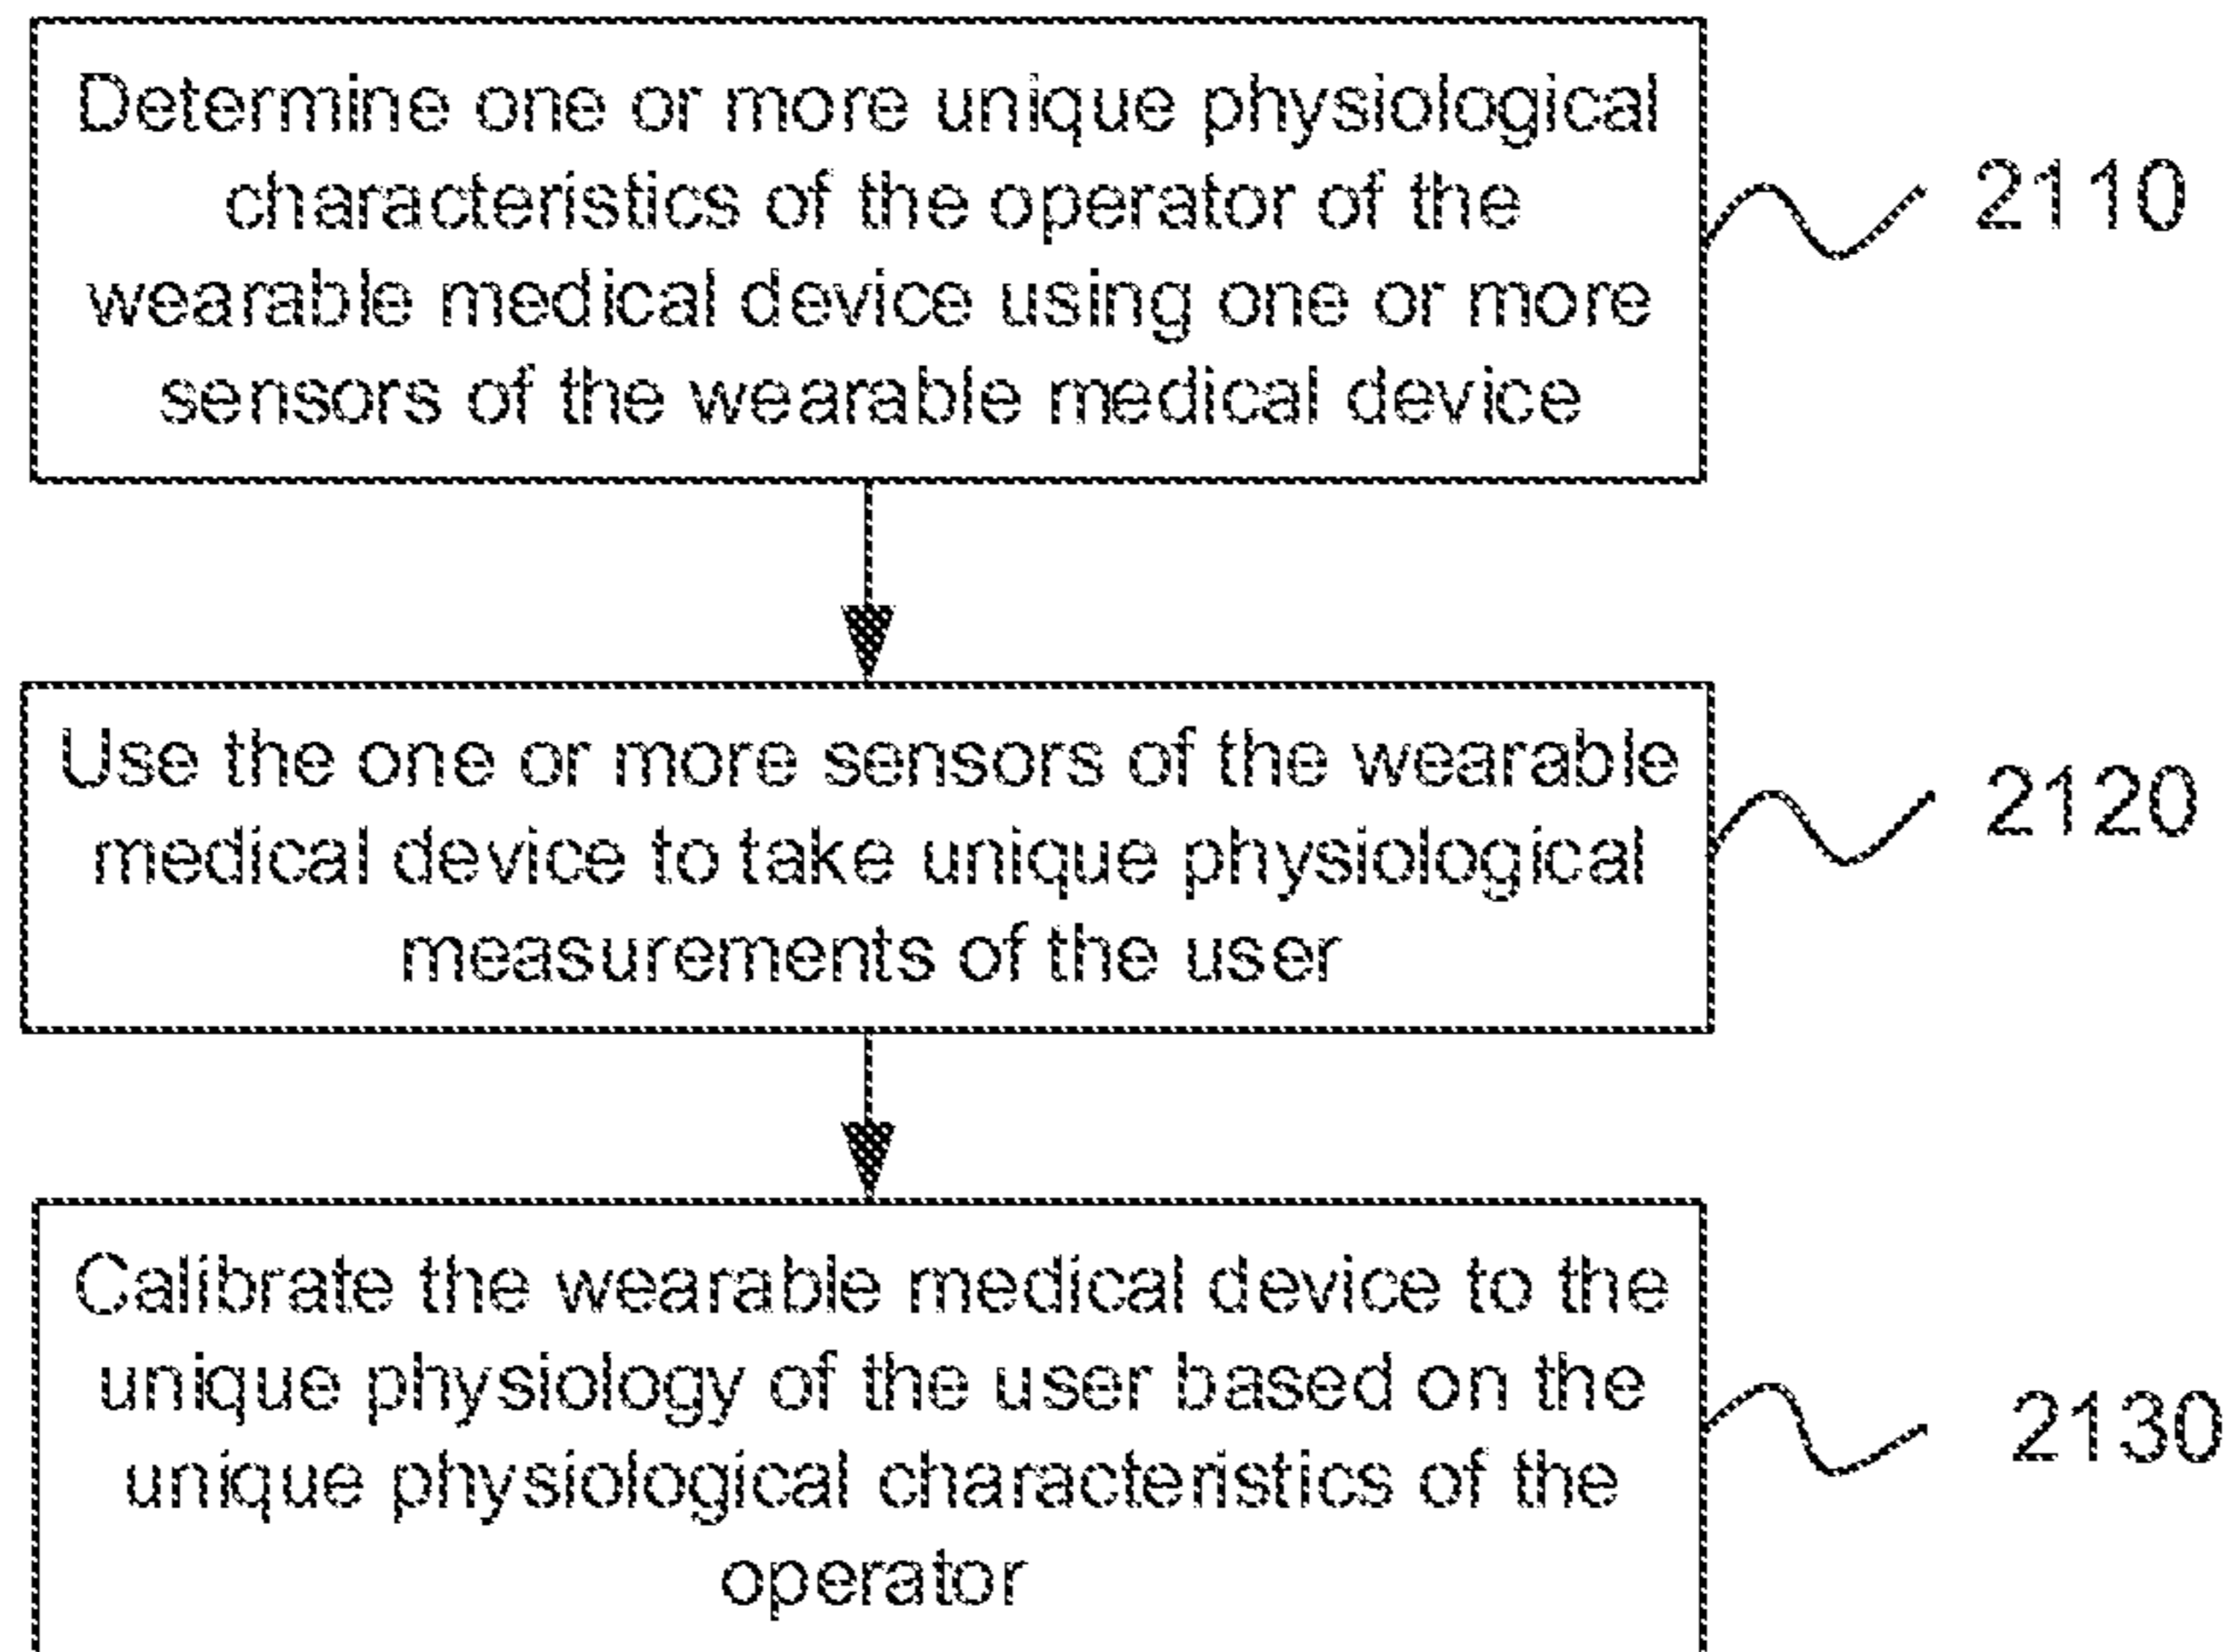 Determine one or more unique physiological
characteristics of the operator of the
wearable medical device using one or more
sensors of the wearable medical device
2110
Use the one or more sensors of the wearable
medical device to take unique physiological
measurements of the user
2120
Calibrate the wearable medical device to the
unique physiology of the user based on the
unique physiological characteristics of the
operator
2130